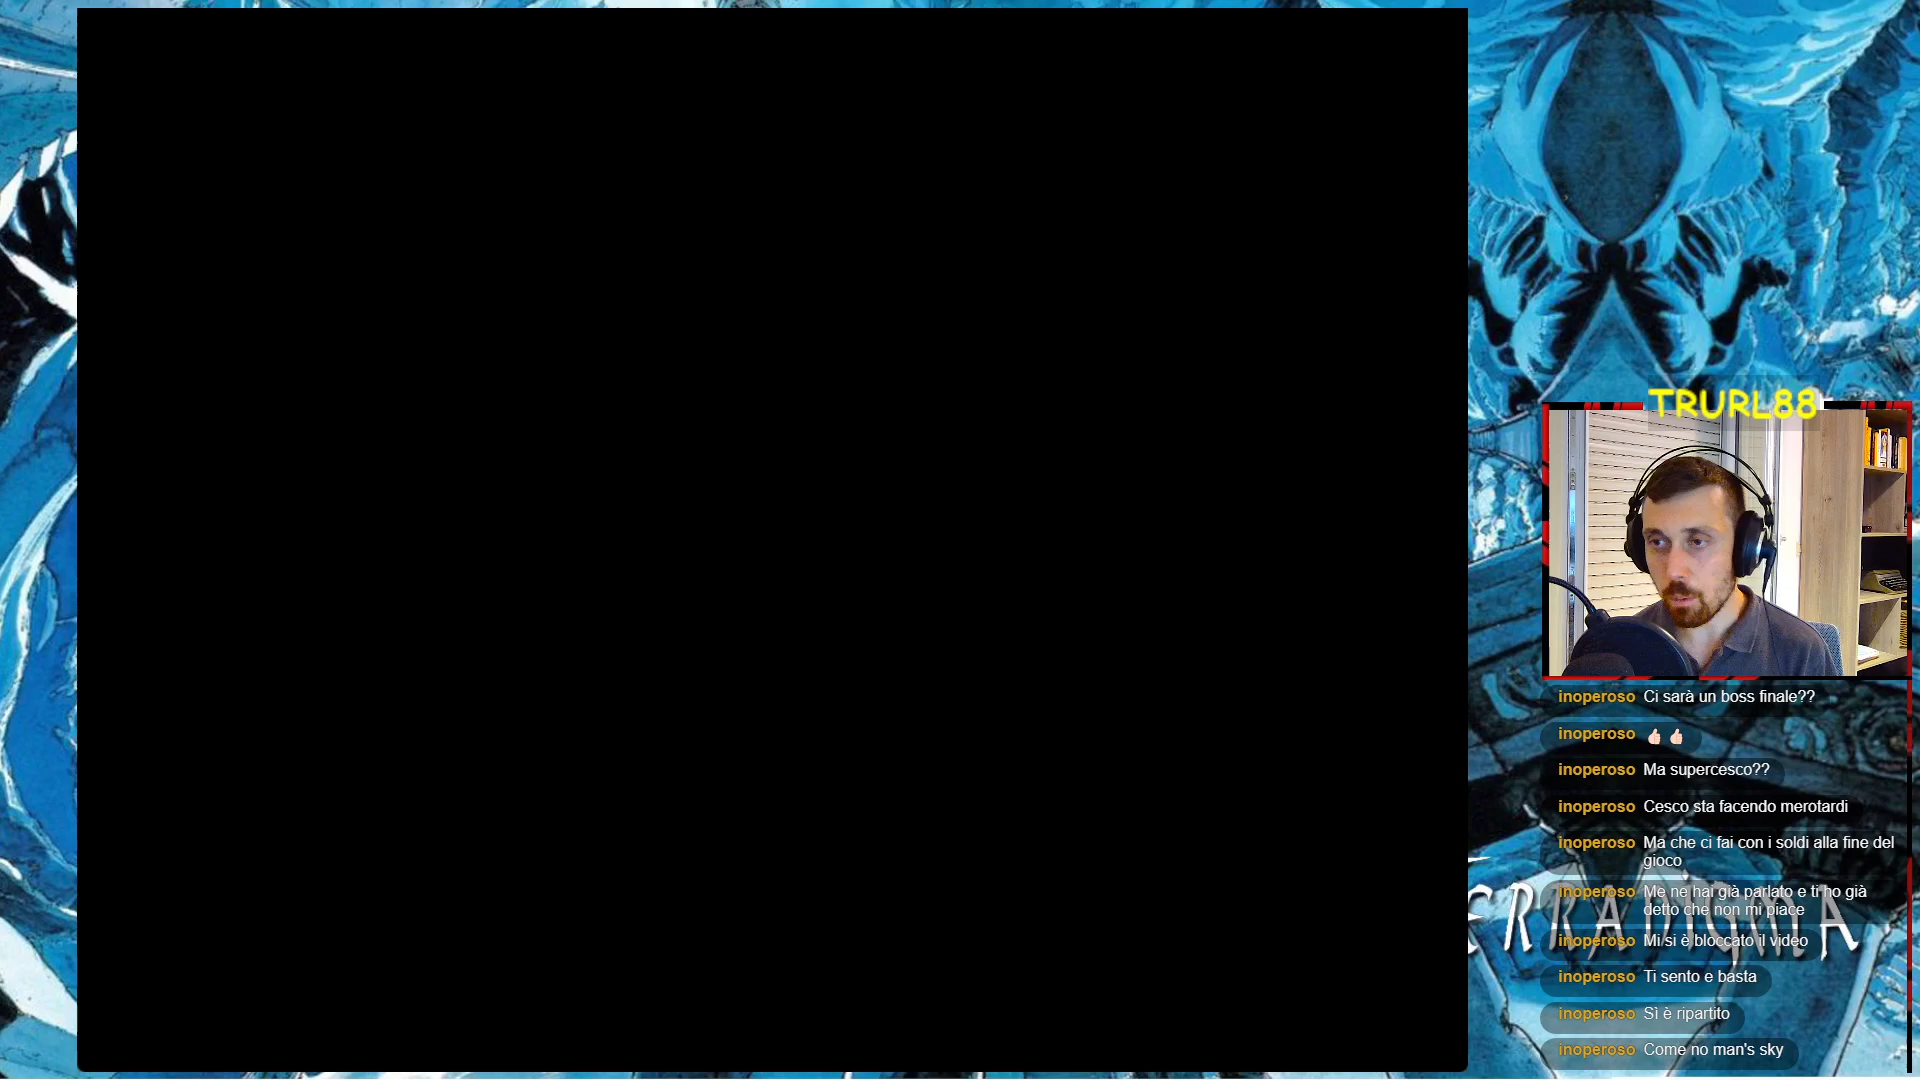 TRURL88
inoperoso Ci sarà un boss finale??
inoperoso 👍🏻 👍🏻
inoperoso Ma supercesco??
inoperoso Cesco sta facendo merotardi
inoperoso Ma che ci fai con i soldi alla fine del
gioco
inoperoso Me ne hai già parlato e ti ho già
detto che non mi piace
ERRADIGMA
inoperoso Mi si è bloccato il video
inoperoso Ti sento e basta
inoperoso Sì è ripartito
inoperoso Come no man's sky